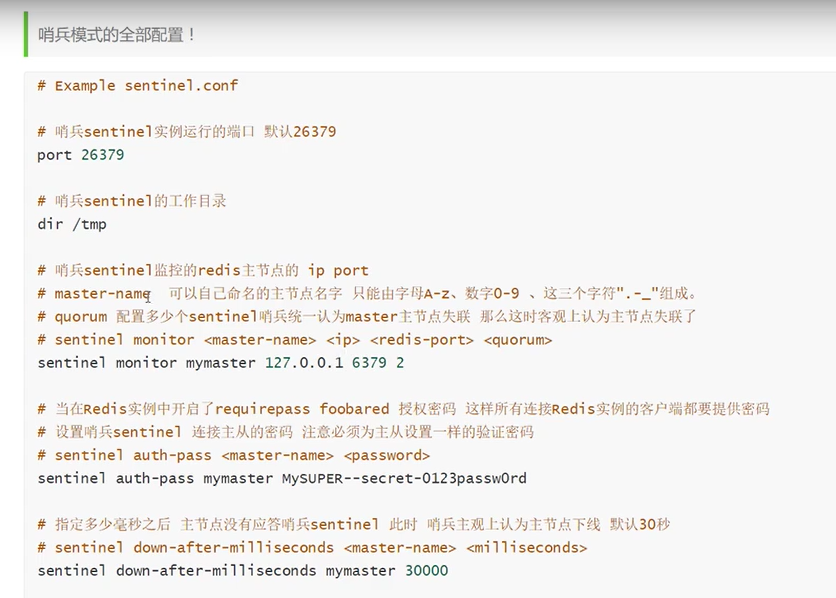 哨兵模式的全部配置！
# Example sentinel.conf
# 哨兵sentinel实例运行的端口 默认26379
port 26379
# 哨兵sentinel的工作目录
dir /tmp
# 哨兵sentinel监控的redis主节点的 ip port
# master-name 可以自己命名的主节点名字 只能由字母A-z、数字0-9 、这三个字符".-_"组成。
# quorum 配置多少个sentinel哨兵统一认为master主节点失联 那么这时客观上认为主节点失联了
# sentinel monitor <master-name> <ip> <redis-port> <quorum>
sentinel monitor mymaster 127.0.0.1 6379 2
# 当在Redis实例中开启了requirepass foobared 授权密码 这样所有连接Redis实例的客户端都要提供密码
# 设置哨兵sentinel 连接主从的密码 注意必须为主从设置一样的验证密码
# sentinel auth-pass <master-name> <password>
sentinel auth-pass mymaster MySUPER--secret-0123passw0rd
# 指定多少毫秒之后 主节点没有应答哨兵sentinel 此时 哨兵主观上认为主节点下线 默认30秒
# sentinel down-after-milliseconds <master-name> <milliseconds>
sentinel down-after-milliseconds mymaster 30000